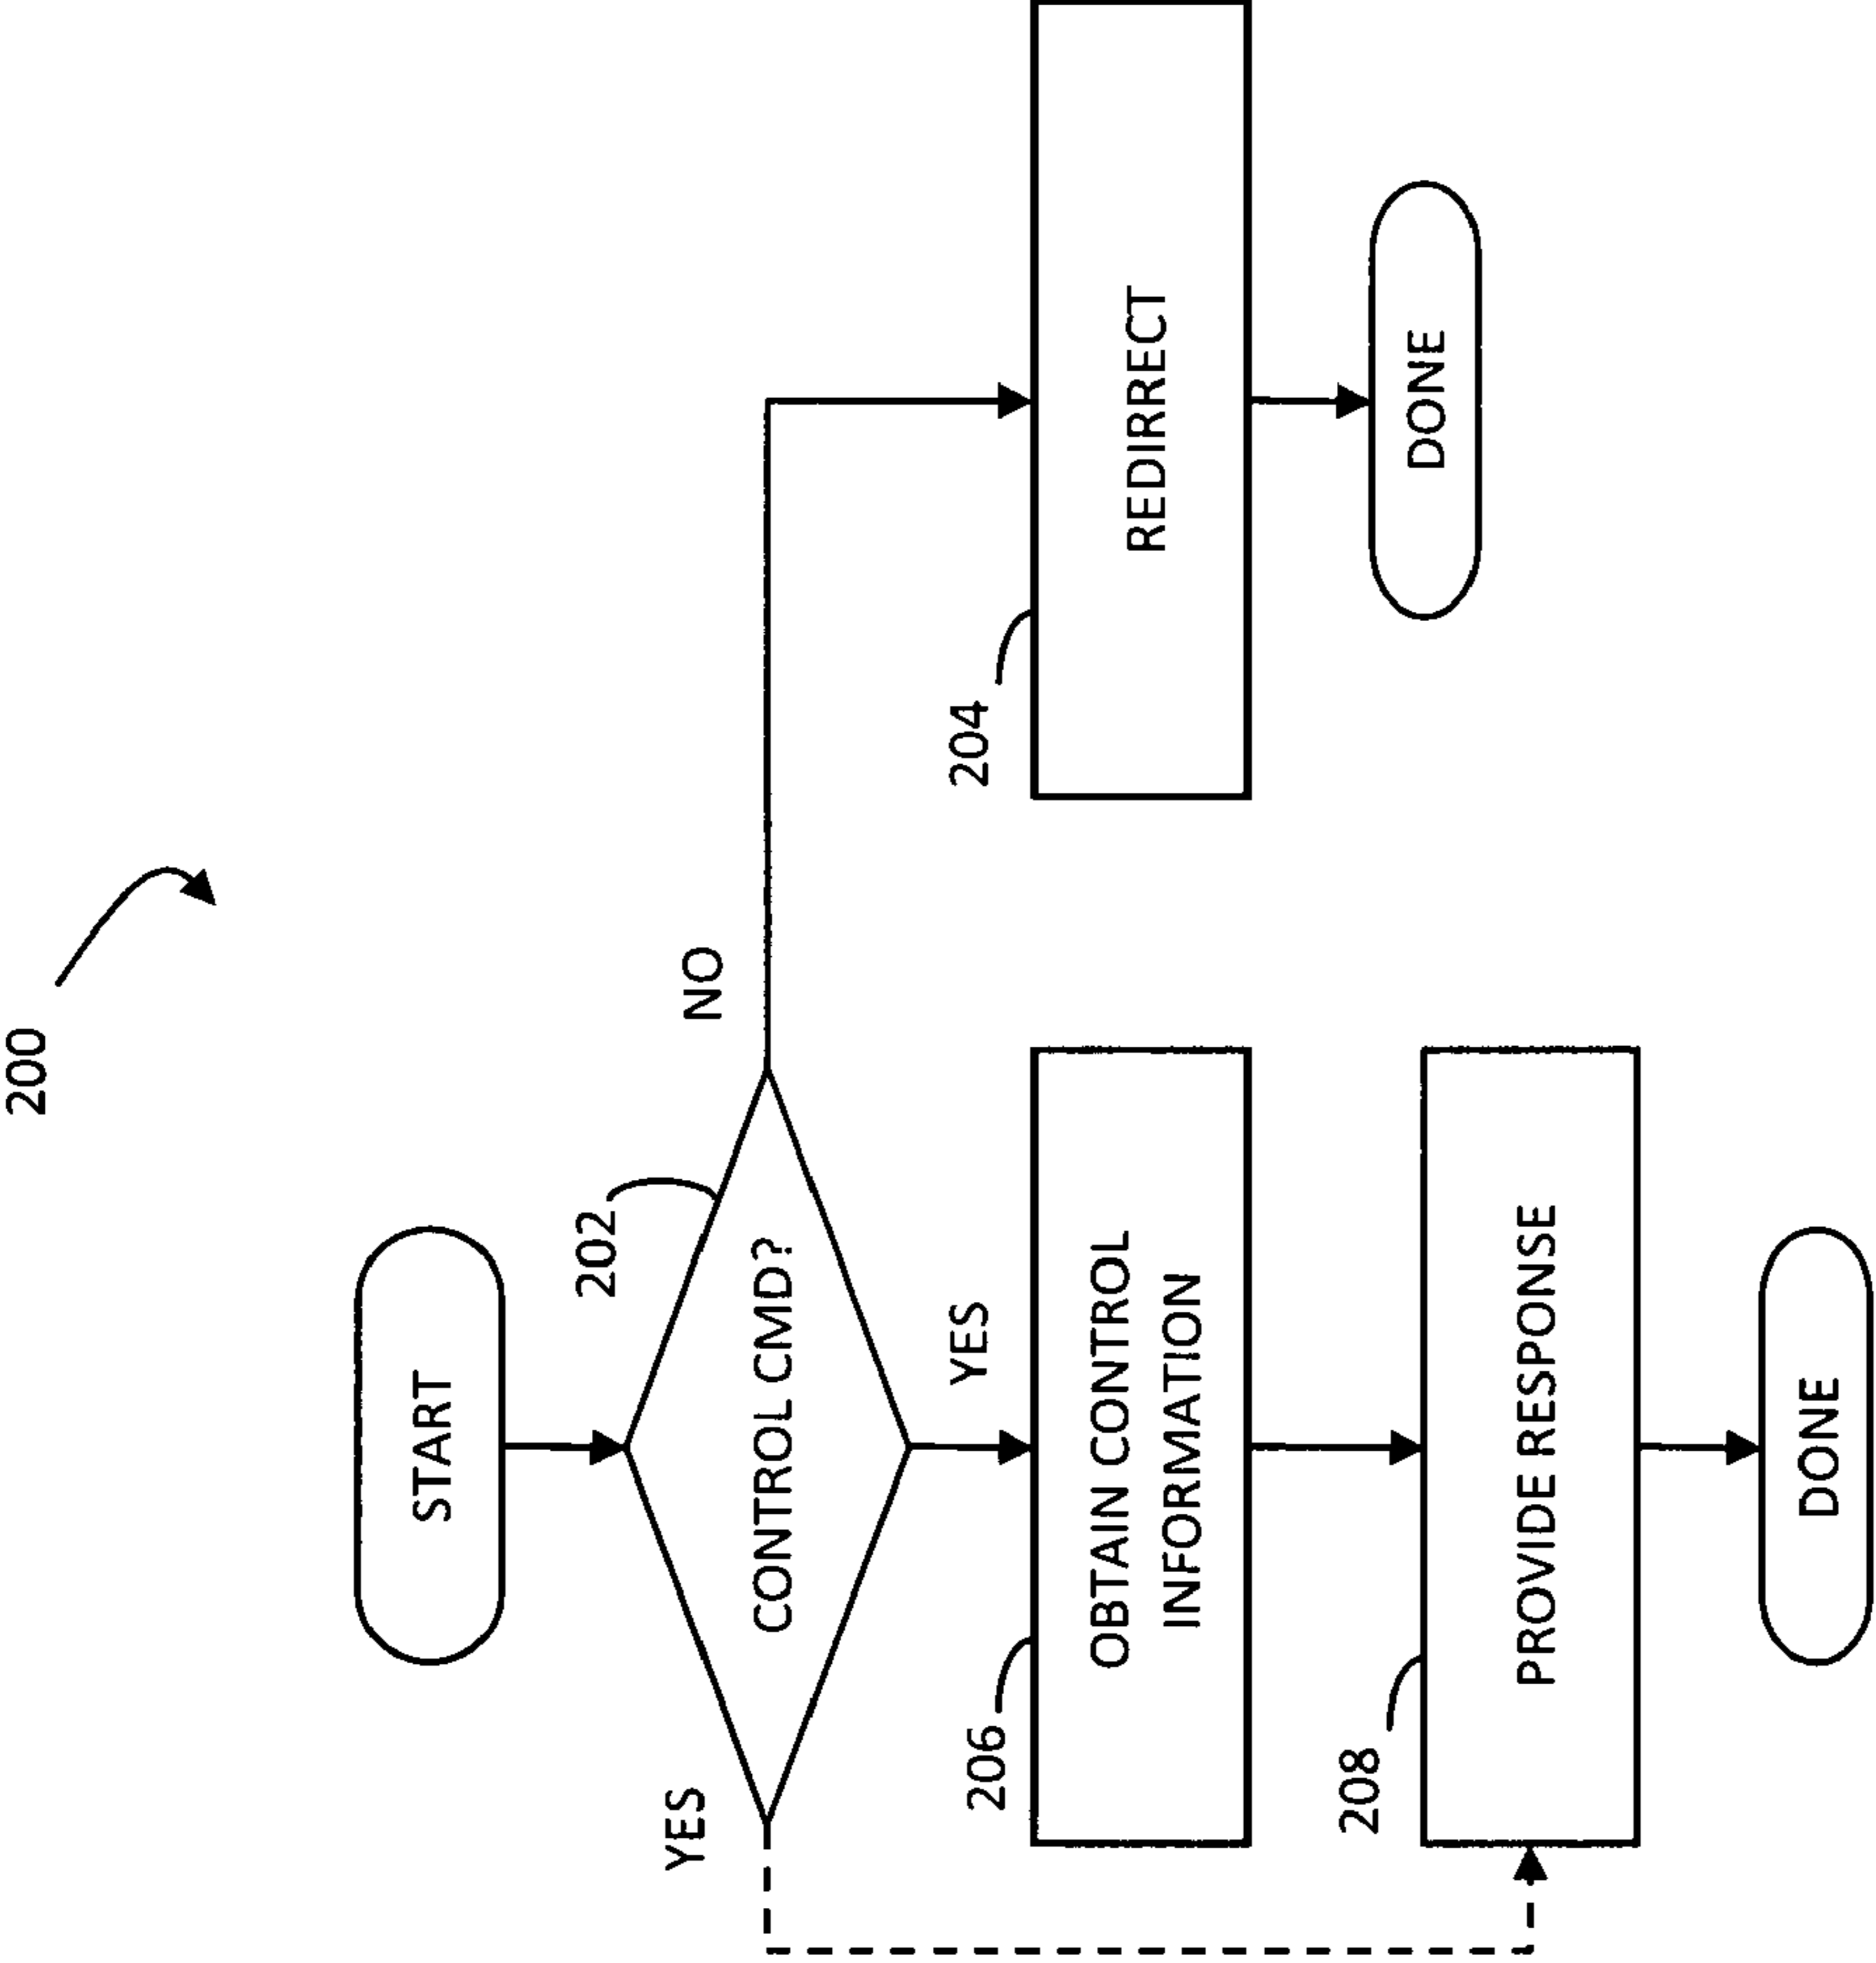 200
START
202
CONTROL CMD?
YES
NO
YES
206
OBTAIN CONTROL
INFORMATION
204
REDIRRECT
DONE
208
PROVIDE RESPONSE
DONE